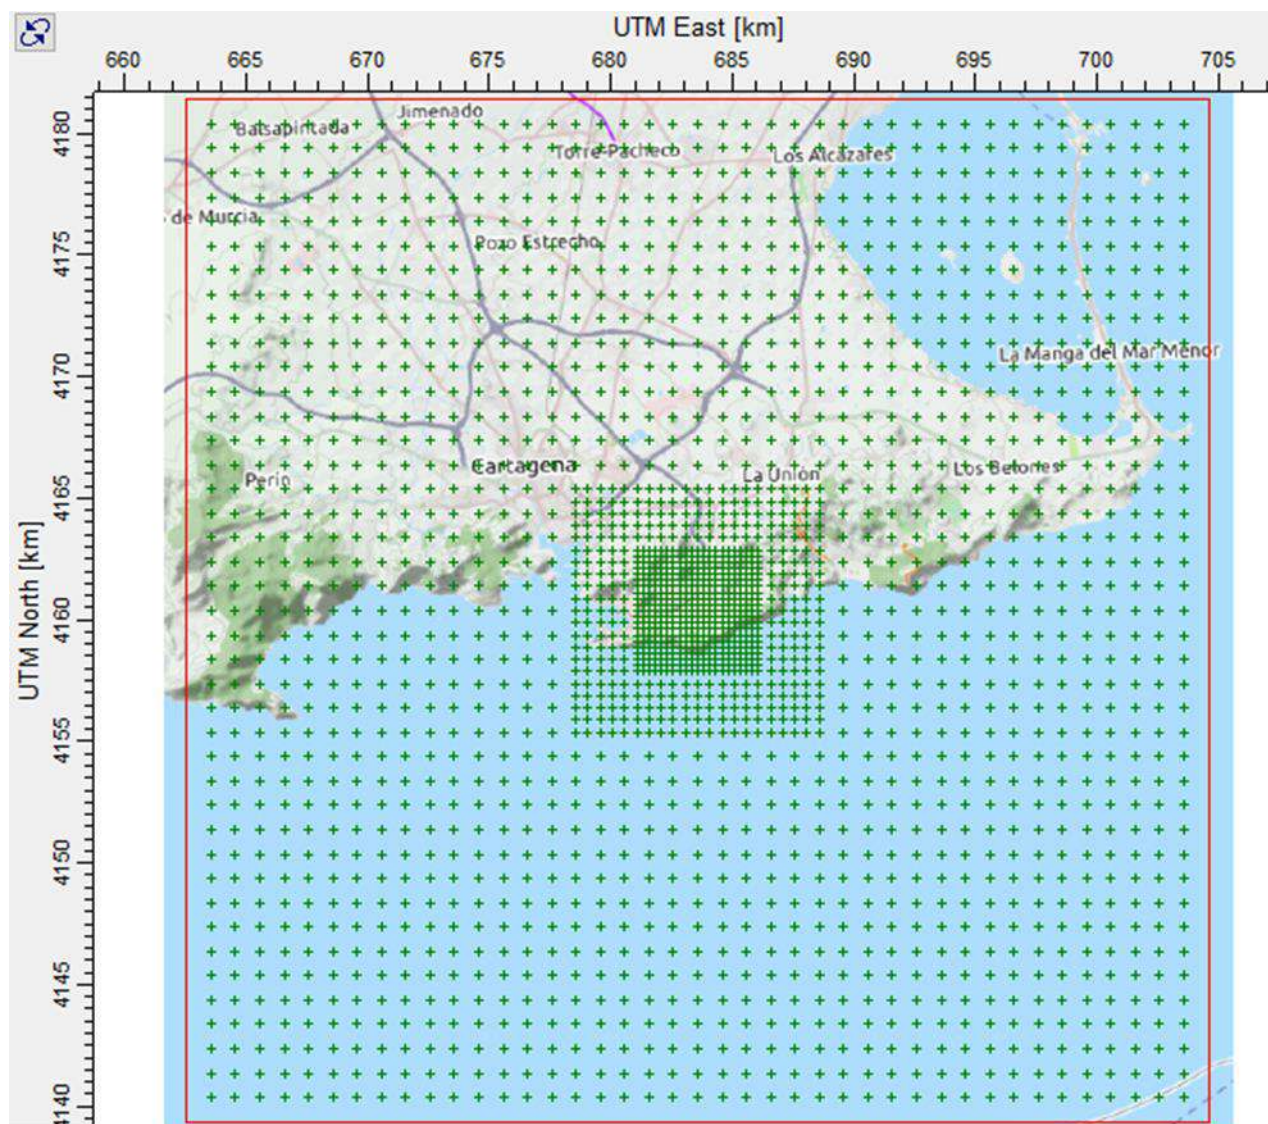 UTM East [km]
660 665 670 675 680 685 690 695 700 705
UTM North [km]
4180
4175
4170
4165
4160
4155
4150
4145
4140
Jimenado
Balsapintada
Torre-Pacheco
Los Alcázares
de Murcia
Pozo Estrecho
La Manga del Mar Menor
Cartagena
La Unión
Los Belones
Perín